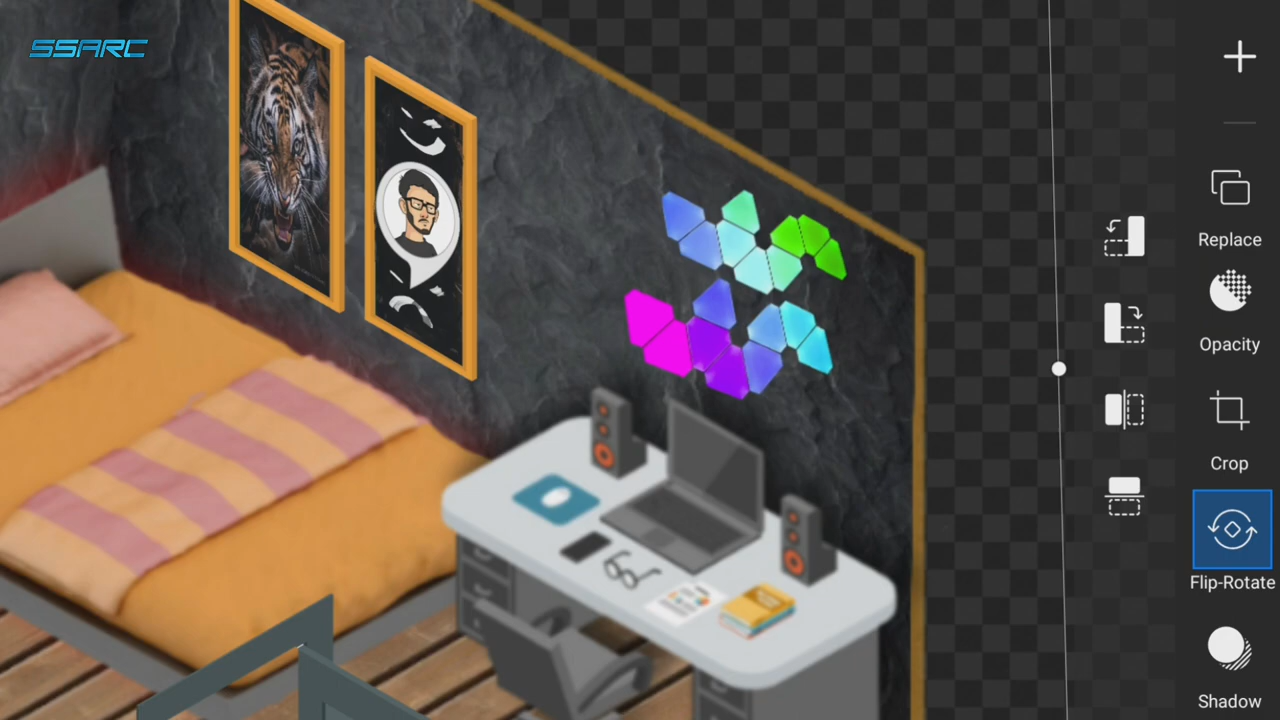 SSARC
Replace
Opacity
Crop
Flip-Rotate
Shadow